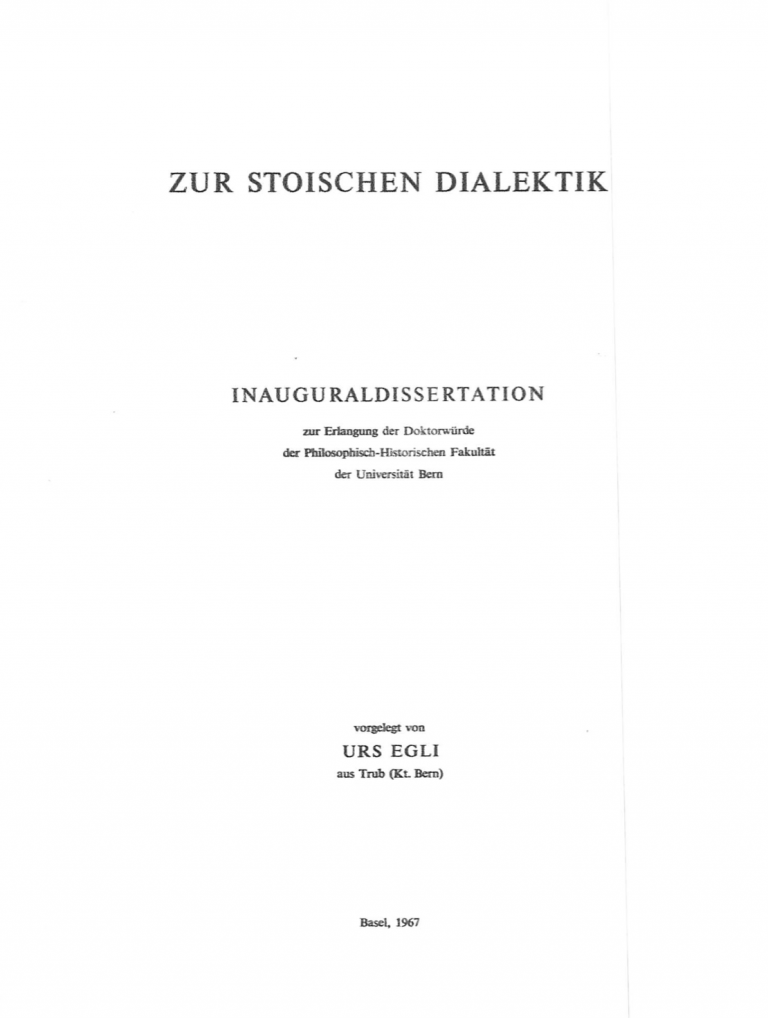 ZUR STOISCHEN DIALEKTIK
INAUGURALDISSERTATION
zur Erlangung der Doktorwürde
der Philosophisch-Historischen Fakultät
der Universität Bern
vorgelegt von
URS EGLI
aus Trub (Kt. Bern)
Basel, 1967